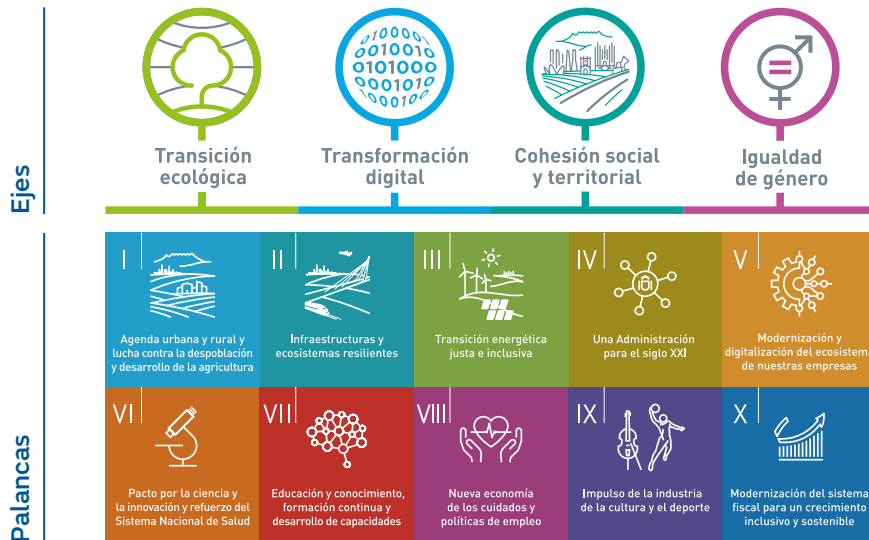 Ejes
001010
0010010
0101000
001001
0010
Transición
ecológica
Transformación
digital
Cohesión social
y territorial
Igualdad
de género
Palancas
I
Agenda urbana y rural y
lucha contra la despoblación
y desarrollo de la agricultura
II
Infraestructuras y
ecosistemas resilientes
III
Transición energética
justa e inclusiva
IV
Una Administración
para el siglo XXI
V
Modernización y
digitalización del ecosistema
de nuestras empresas
VI
Pacto por la ciencia y
la innovación y refuerzo del
Sistema Nacional de Salud
VII
Educación y conocimiento,
formación continua y
desarrollo de capacidades
VIII
Nueva economía
de los cuidados y
políticas de empleo
IX
Impulso de la industria
de la cultura y el deporte
X
Modernización del sistema
fiscal para un crecimiento
inclusivo y sostenible